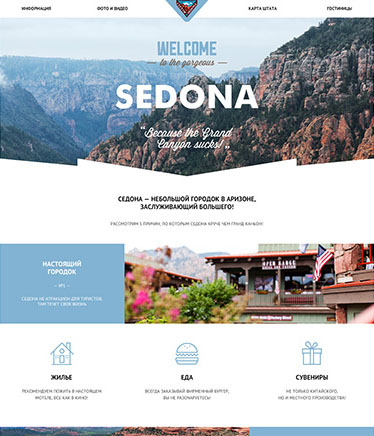 ИНФОРМАЦИЯ
ФОТО И ВИДЕО
КАРТА ШТАТА
ГОСТИНИЦЫ
WELCOME
to the gorgeous
SEDONA
“Because the Grand
Canyon sucks!”
СЕДОНА — НЕБОЛЬШОЙ ГОРОДОК В АРИЗОНЕ,
ЗАСЛУЖИВАЮЩИЙ БОЛЬШЕГО!
РАССМОТРИМ 5 ПРИЧИН, ПО КОТОРЫМ СЕДОНА КРУЧЕ ЧЕМ ГРАНД КАНЬОН!
НАСТОЯЩИЙ
ГОРОДОК
— №1 —
СЕДОНА НЕ АТТРАКЦИОН ДЛЯ ТУРИСТОВ,
ТАМ ТЕЧЕТ СВОЯ ЖИЗНЬ
OPEN RANGE
ЖИЛЬЕ
РЕКОМЕНДУЕМ ПОЖИТЬ В НАСТОЯЩЕМ
МОТЕЛЕ, ВСЕ КАК В КИНО!
ЕДА
ВСЕГДА ЗАКАЗЫВАЙ ФИРМЕННЫЙ БУРГЕР,
ВЫ НЕ РАЗОЧАРУЕТЕСЬ!
СУВЕНИРЫ
НЕ ТОЛЬКО КИТАЙСКОГО,
НО И МЕСТНОГО ПРОИЗВОДСТВА!